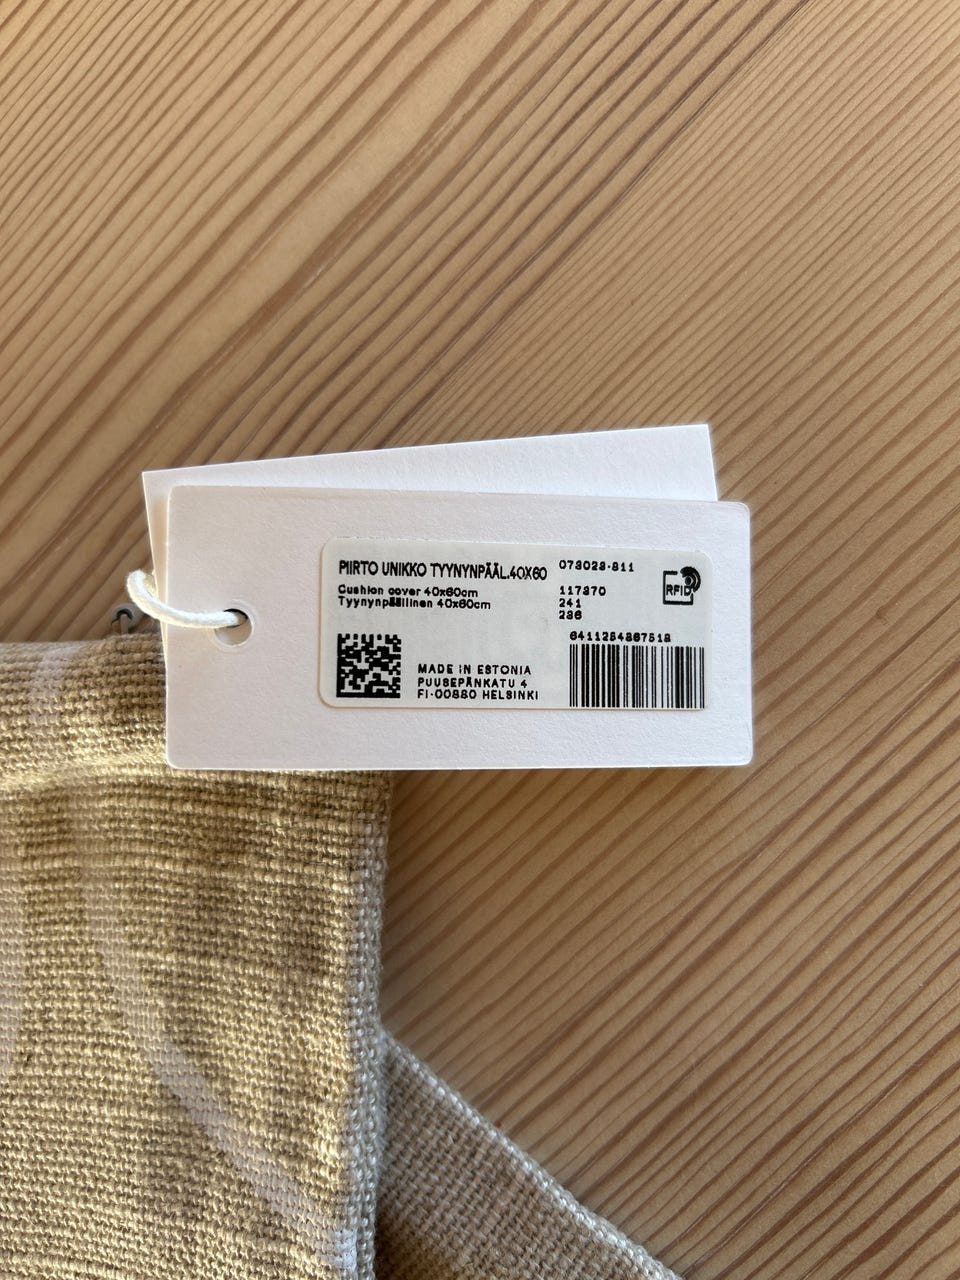 PIIRTO UNIKKO TYYNYNPÄÄL.40X60
073023-811
Cushion cover 40x60cm
Tyynynpäällinen 40x60cm
117370
241
236
RFID
MADE IN ESTONIA
PUUSEPÄNKATU 4
FI-00880 HELSINKI